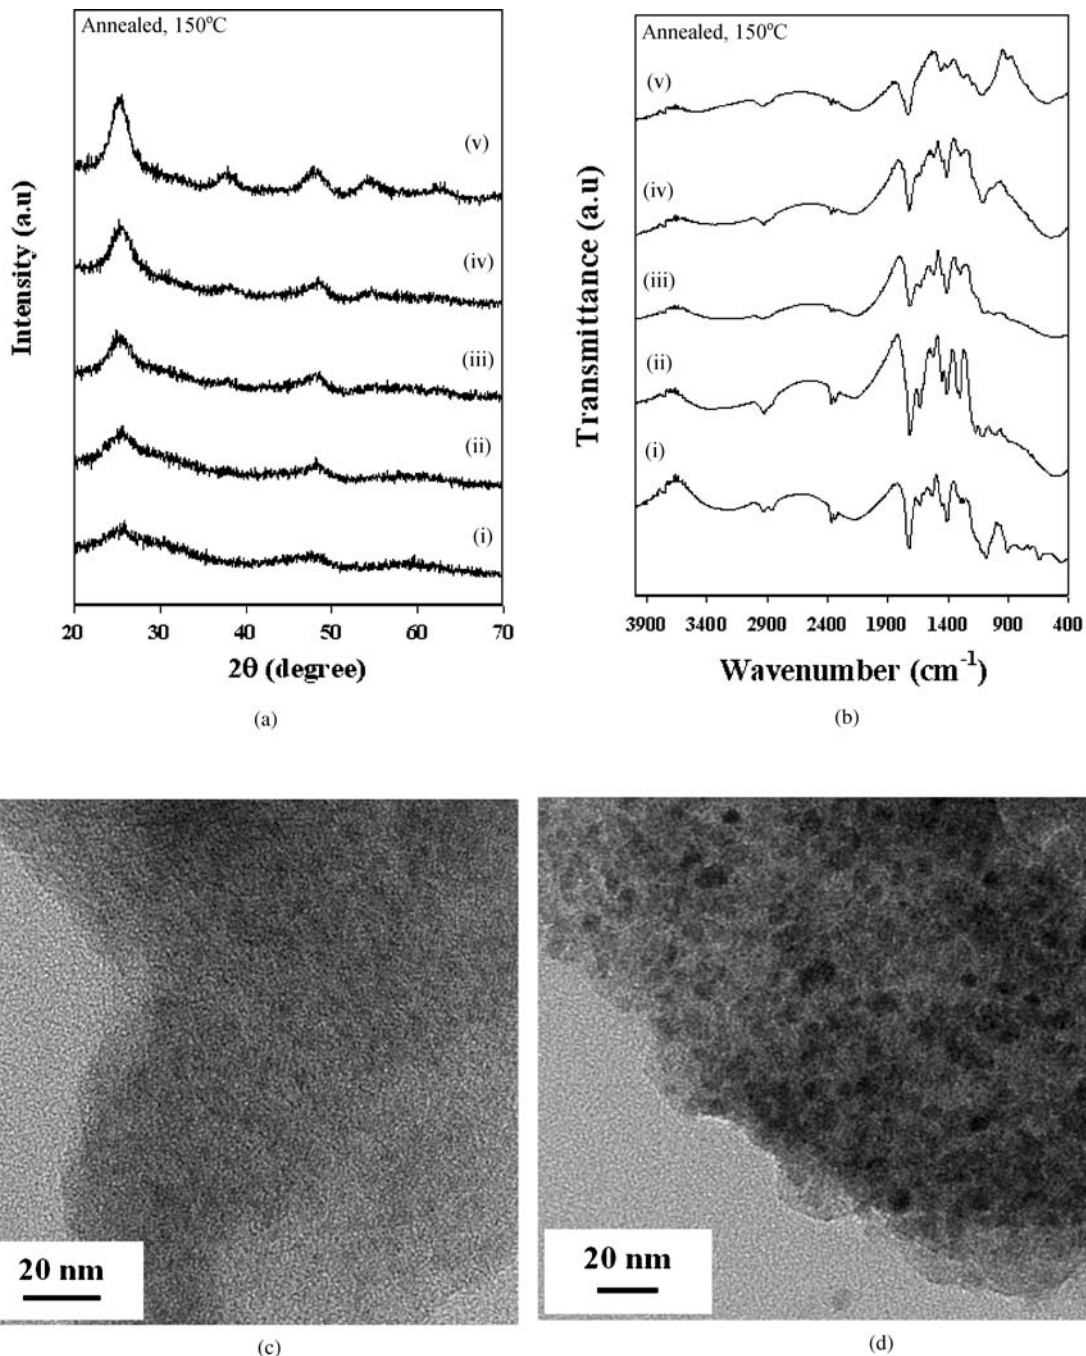 Annealed, 150°C
(v)
(iv)
(iii)
(ii)
(i)
Intensity (a.u)
20 30 40 50 60 70
2θ (degree)
(a)
Annealed, 150°C
(v)
(iv)
(iii)
(ii)
(i)
Transmittance (a.u)
3900 3400 2900 2400 1900 1400 900 400
Wavenumber (cm⁻¹)
(b)
20 nm
(c)
20 nm
(d)